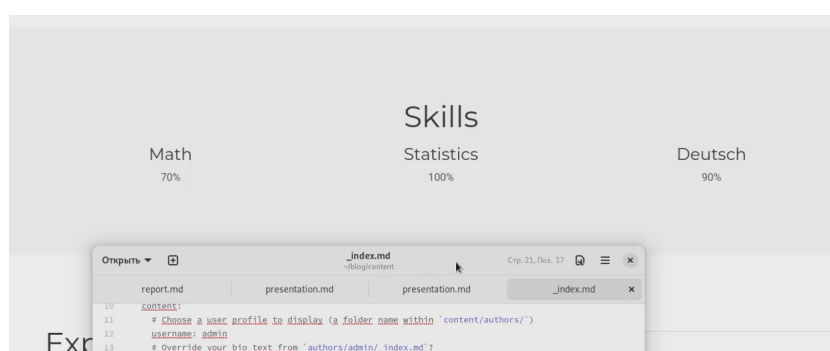 Skills
Math Statistics Deutsch
70% 100% 90%
Открыть _index.md Стр. 21, Поз. 17
~/blog/content
report.md presentation.md presentation.md _index.md
10 content:
11 # Choose a user profile to display (a folder name within `content/authors/`)
12 username: admin
Exp
13 # Override your bio text from `authors/admin/_index.md`?